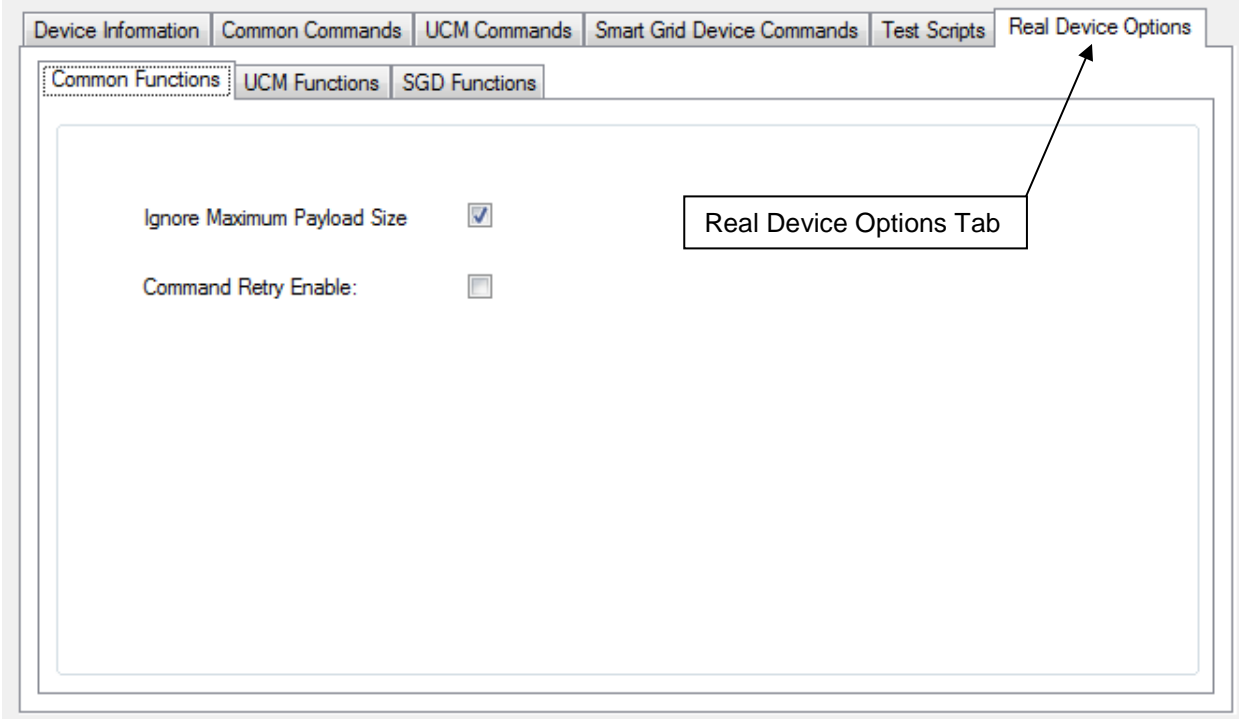 Device Information Common Commands UCM Commands Smart Grid Device Commands Test Scripts Real Device Options
Common Functions UCM Functions SGD Functions
Ignore Maximum Payload Size
Real Device Options Tab
Command Retry Enable: